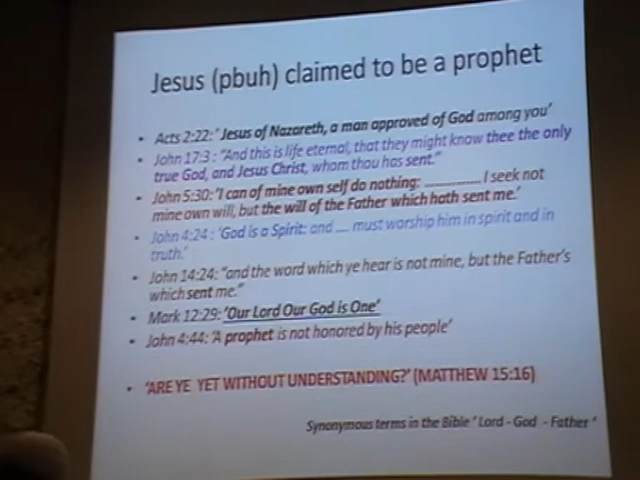 Jesus (pbuh) claimed to be a prophet
• Acts 2:22: 'Jesus of Nazareth, a man approved of God among you'
• John 17:3 : "And this is life eternal, that they might know thee the only
true God, and Jesus Christ, whom thou has sent."
• John 5:30: 'I can of mine own self do nothing: .............. I seek not
mine own will, but the will of the Father which hath sent me.'
• John 4:24 : 'God is a Spirit: and .... must worship him in spirit and in
truth.'
• John 14:24: "and the word which ye hear is not mine, but the Father's
which sent me."
• Mark 12:29: 'Our Lord Our God is One'
• John 4:44: 'A prophet is not honored by his people'
• 'ARE YE YET WITHOUT UNDERSTANDING?' (MATTHEW 15:16)
Synonymous terms in the Bible ' Lord - God - Father '